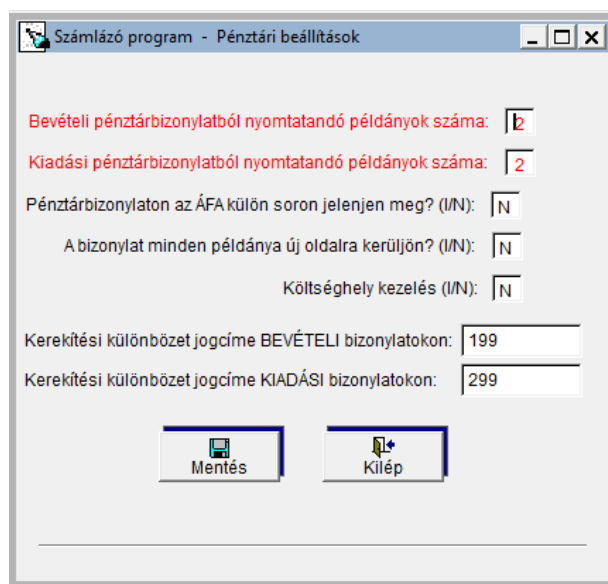 Számlázó program - Pénztári beállítások
Bevételi pénztárbizonylatból nyomtatandó példányok száma: 2
Kiadási pénztárbizonylatból nyomtatandó példányok száma: 2
Pénztárbizonylaton az ÁFA külön soron jelenjen meg? (I/N): N
A bizonylat minden példánya új oldalra kerüljön? (I/N): N
Költséghely kezelés (I/N): N
Kerekítési különbözet jogcíme BEVÉTELI bizonylatokon: 199
Kerekítési különbözet jogcíme KIADÁSI bizonylatokon: 299
Mentés Kilép